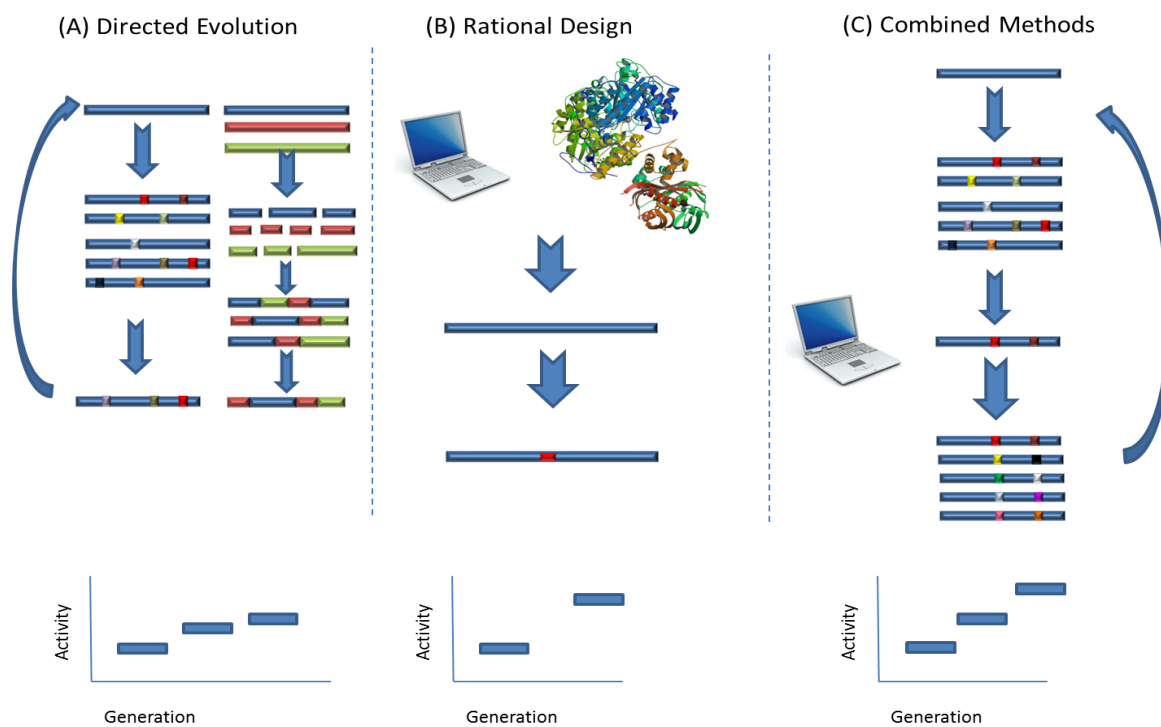 (A) Directed Evolution
(B) Rational Design
(C) Combined Methods
Activity
Generation
Activity
Generation
Activity
Generation